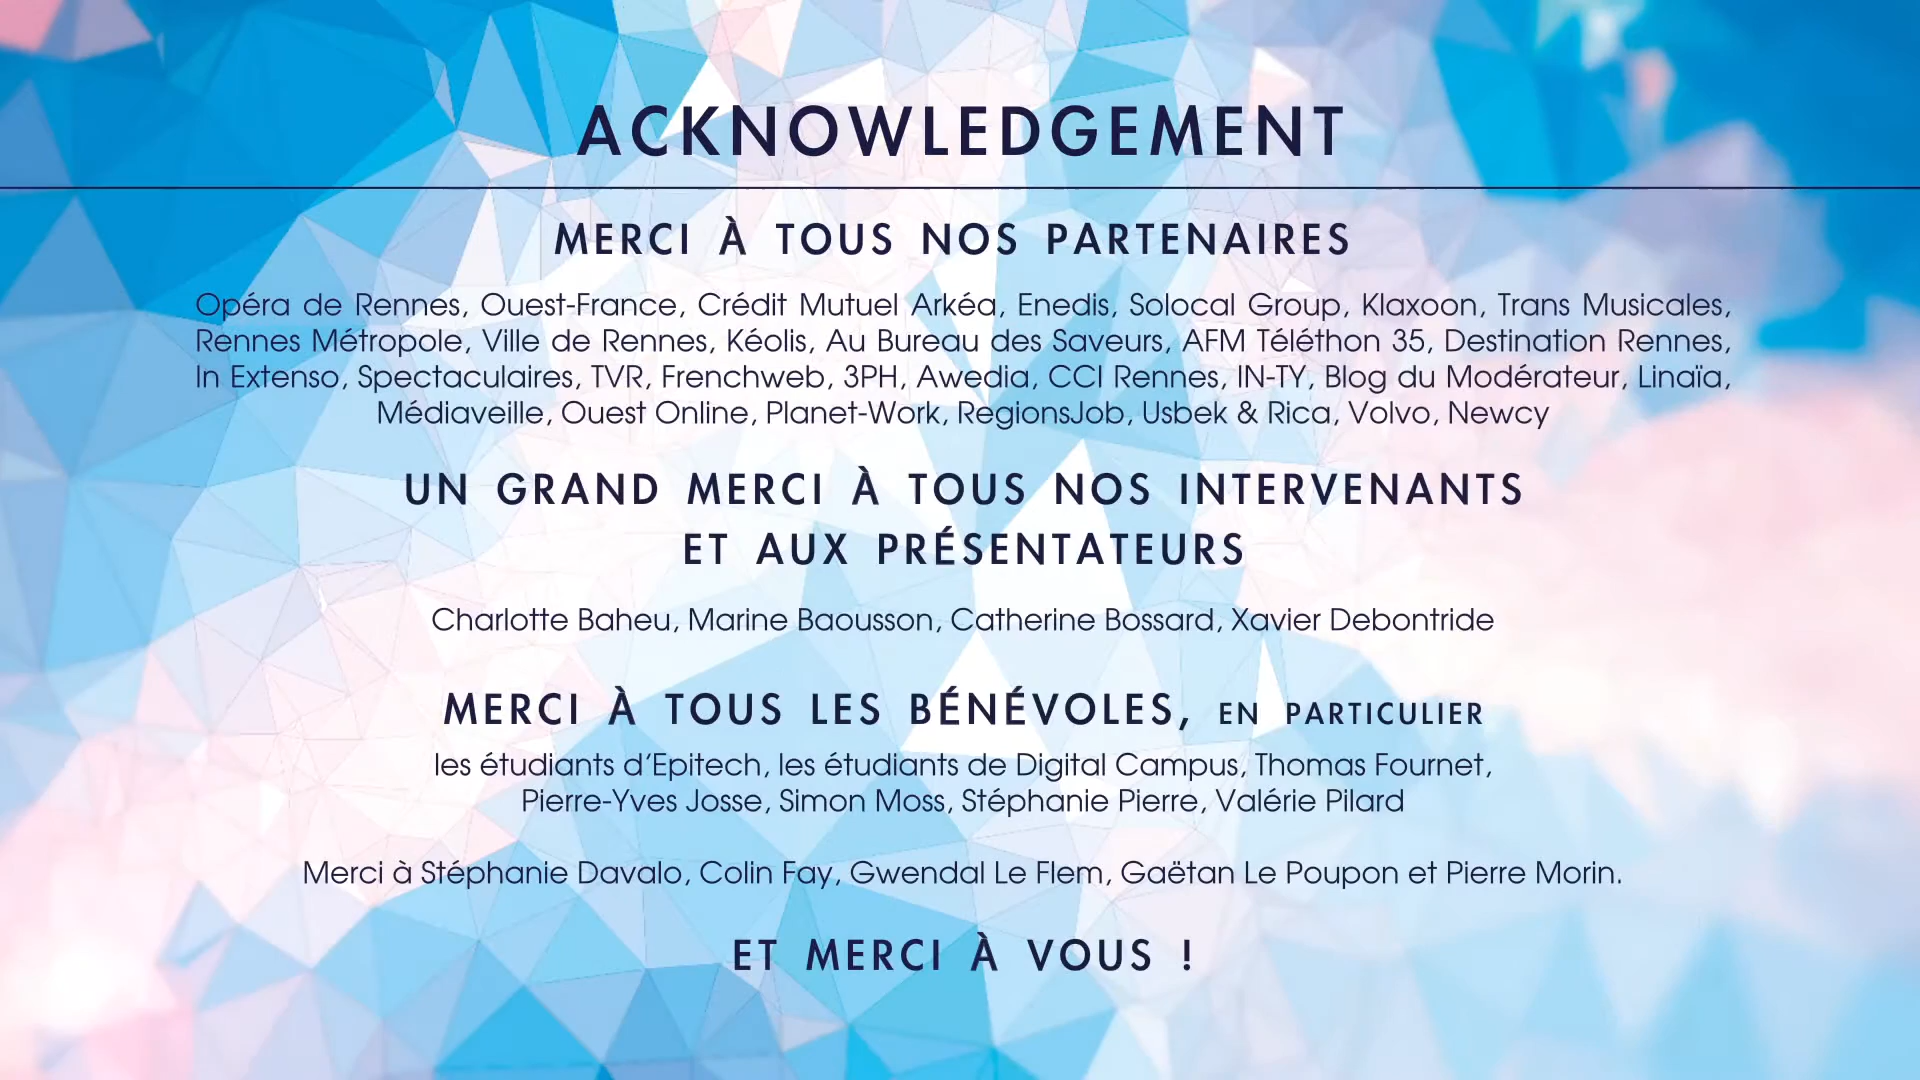 ACKNOWLEDGEMENT
MERCI À TOUS NOS PARTENAIRES
Opéra de Rennes, Ouest-France, Crédit Mutuel Arkéa, Enedis, Solocal Group, Klaxoon, Trans Musicales,
Rennes Métropole, Ville de Rennes, Kéolis, Au Bureau des Saveurs, AFM Téléthon 35, Destination Rennes,
In Extenso, Spectaculaires, TVR, Frenchweb, 3PH, Awedia, CCI Rennes, IN-TY, Blog du Modérateur, Linaïa,
Médiaveille, Ouest Online, Planet-Work, RegionsJob, Usbek & Rica, Volvo, Newcy
UN GRAND MERCI À TOUS NOS INTERVENANTS
ET AUX PRÉSENTATEURS
Charlotte Baheu, Marine Baousson, Catherine Bossard, Xavier Debontride
MERCI À TOUS LES BÉNÉVOLES, EN PARTICULIER
les étudiants d’Epitech, les étudiants de Digital Campus, Thomas Fournet,
Pierre-Yves Josse, Simon Moss, Stéphanie Pierre, Valérie Pilard
Merci à Stéphanie Davalo, Colin Fay, Gwendal Le Flem, Gaëtan Le Poupon et Pierre Morin.
ET MERCI À VOUS !